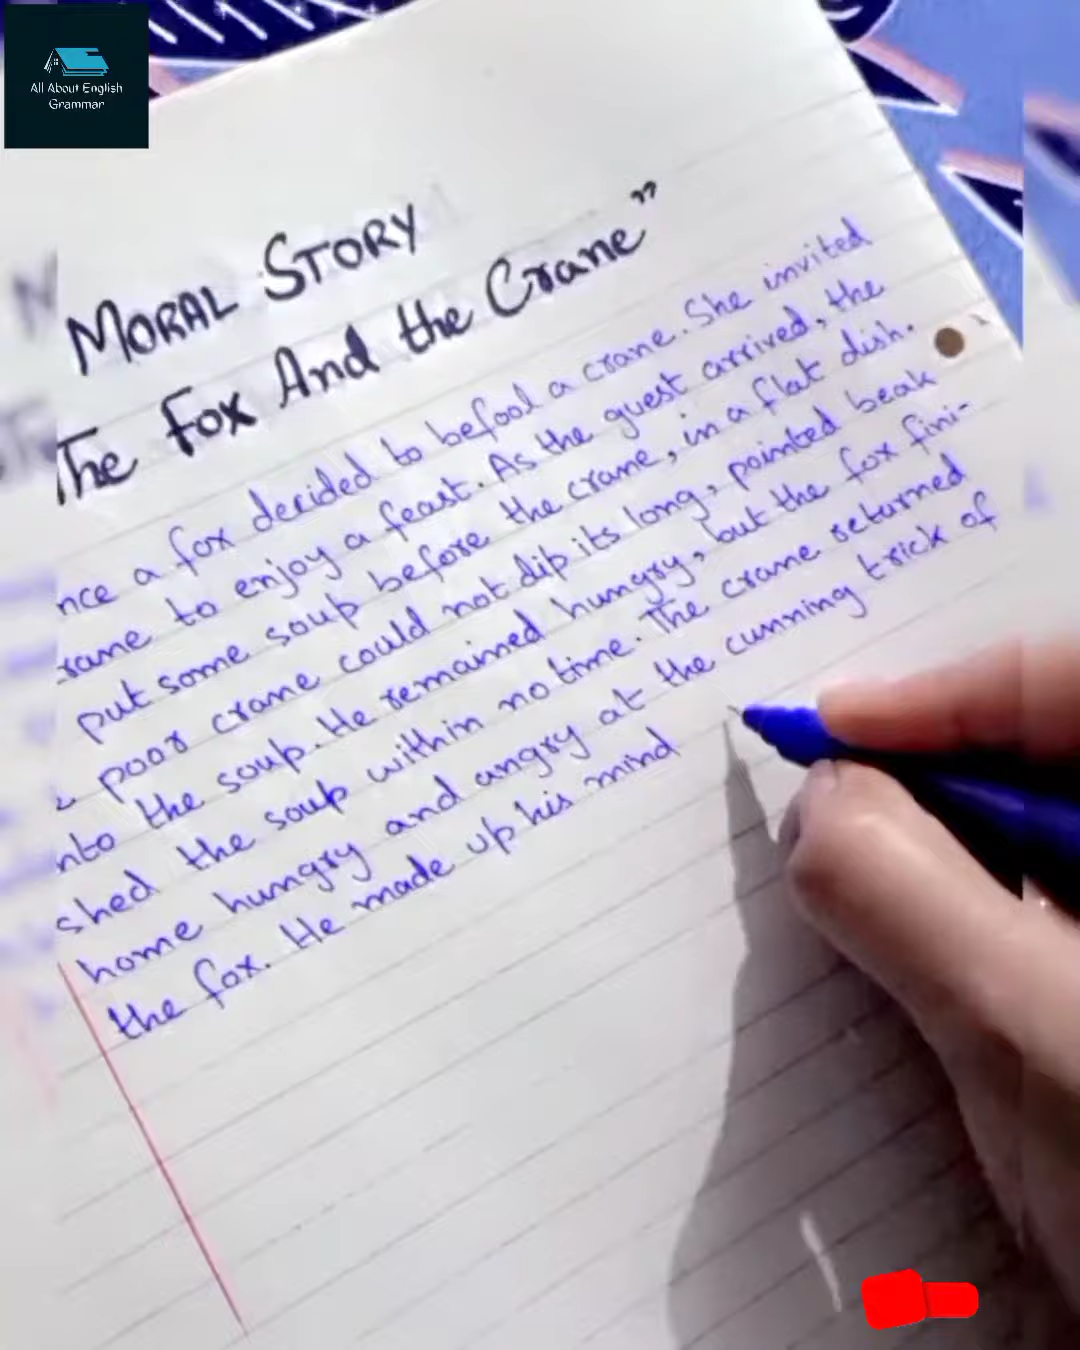 All About English
Grammar
MORAL STORY
The Fox And the Crane"
nce a fox decided to befool a crane. She invited
rane to enjoy a feast. As the guest arrived, the
put some soup before the crane, in a flat dish.
poor crane could not dip its long, pointed beak
nto the soup. He remained hungry, but the fox fini-
shed the soup within no time. The crane returned
home hungry and angry at the cunning trick of
the fox. He made up his mind